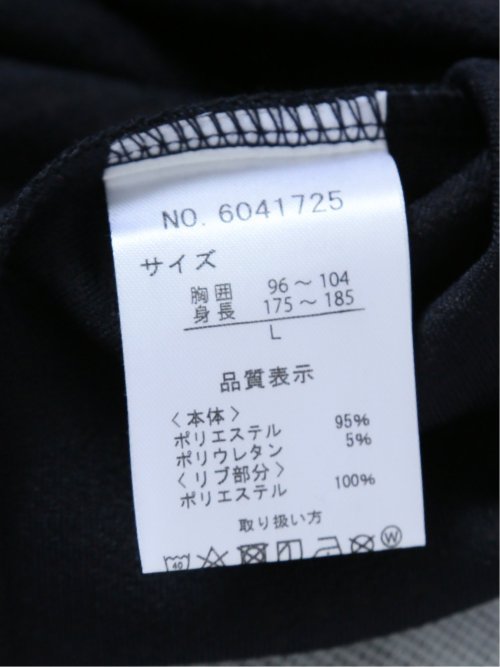 NO. 6041725
サイズ
胸囲 96～104
身長 175～185
L
品質表示
〈本体〉
ポリエステル 95%
ポリウレタン 5%
〈リブ部分〉
ポリエステル 100%
取り扱い方
40 W